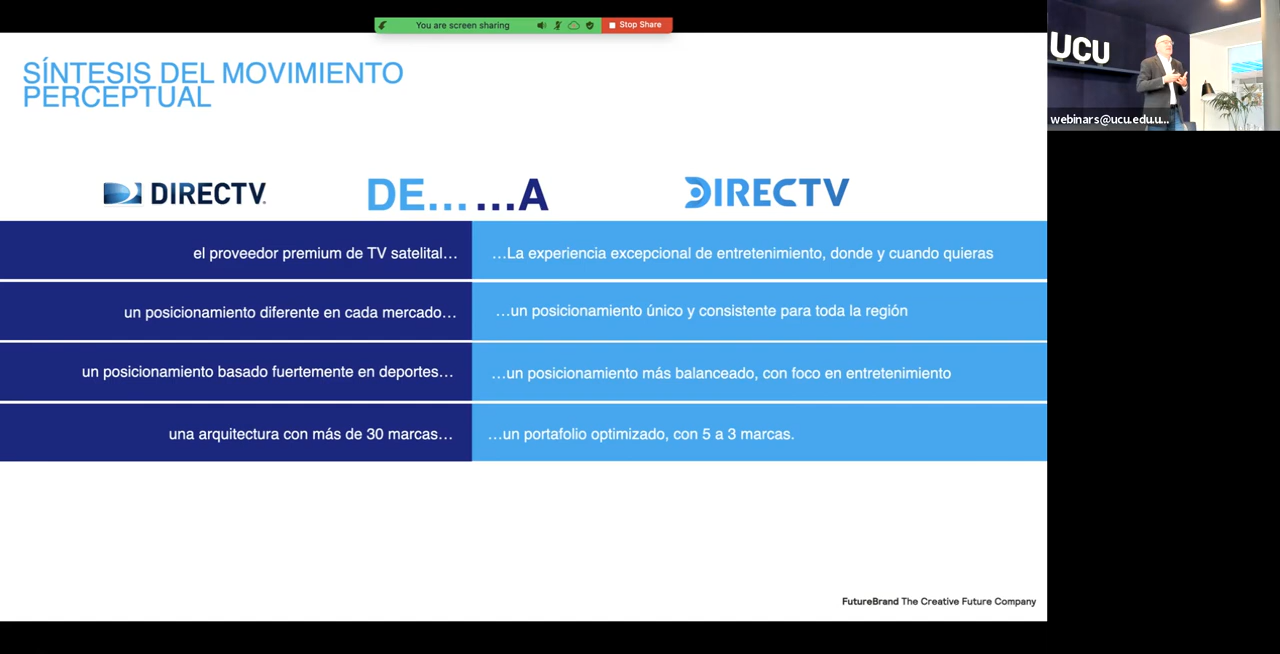 You are screen sharing
Stop Share
UCU
webinars@ucu.edu.u...
SÍNTESIS DEL MOVIMIENTO
PERCEPTUAL
DIRECTV
DE... ...A
DIRECTV
el proveedor premium de TV satelital...
...La experiencia excepcional de entretenimiento, donde y cuando quieras
un posicionamiento diferente en cada mercado...
...un posicionamiento único y consistente para toda la región
un posicionamiento basado fuertemente en deportes...
...un posicionamiento más balanceado, con foco en entretenimiento
una arquitectura con más de 30 marcas...
...un portafolio optimizado, con 5 a 3 marcas.
FutureBrand The Creative Future Company